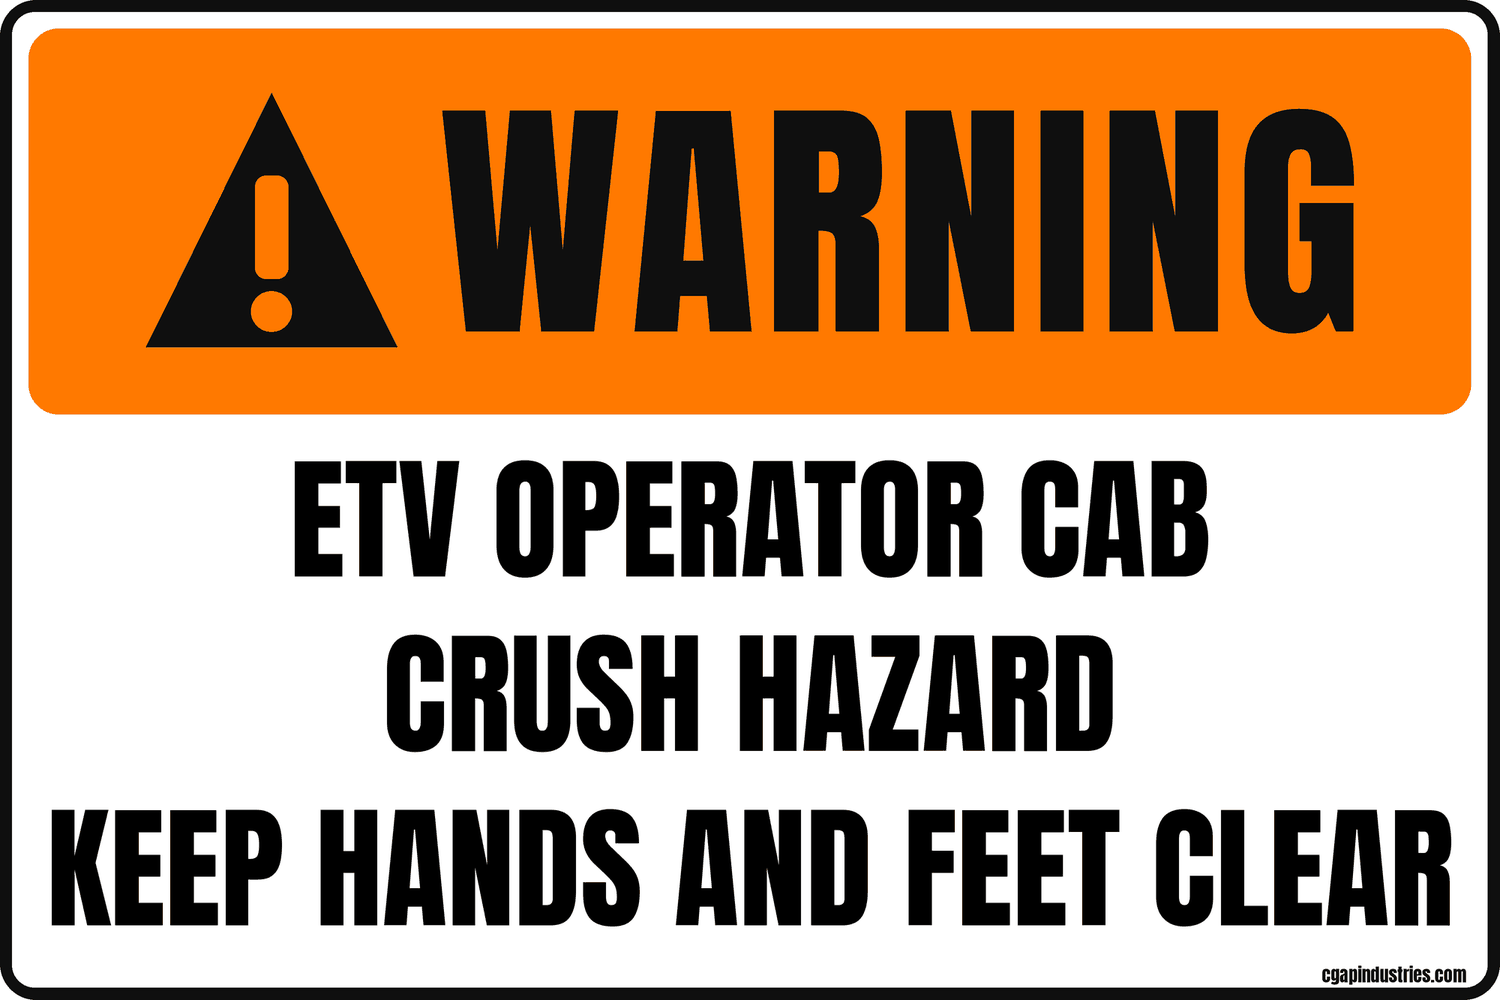 WARNING
ETV OPERATOR CAB
CRUSH HAZARD
KEEP HANDS AND FEET CLEAR
cgapindustries.com